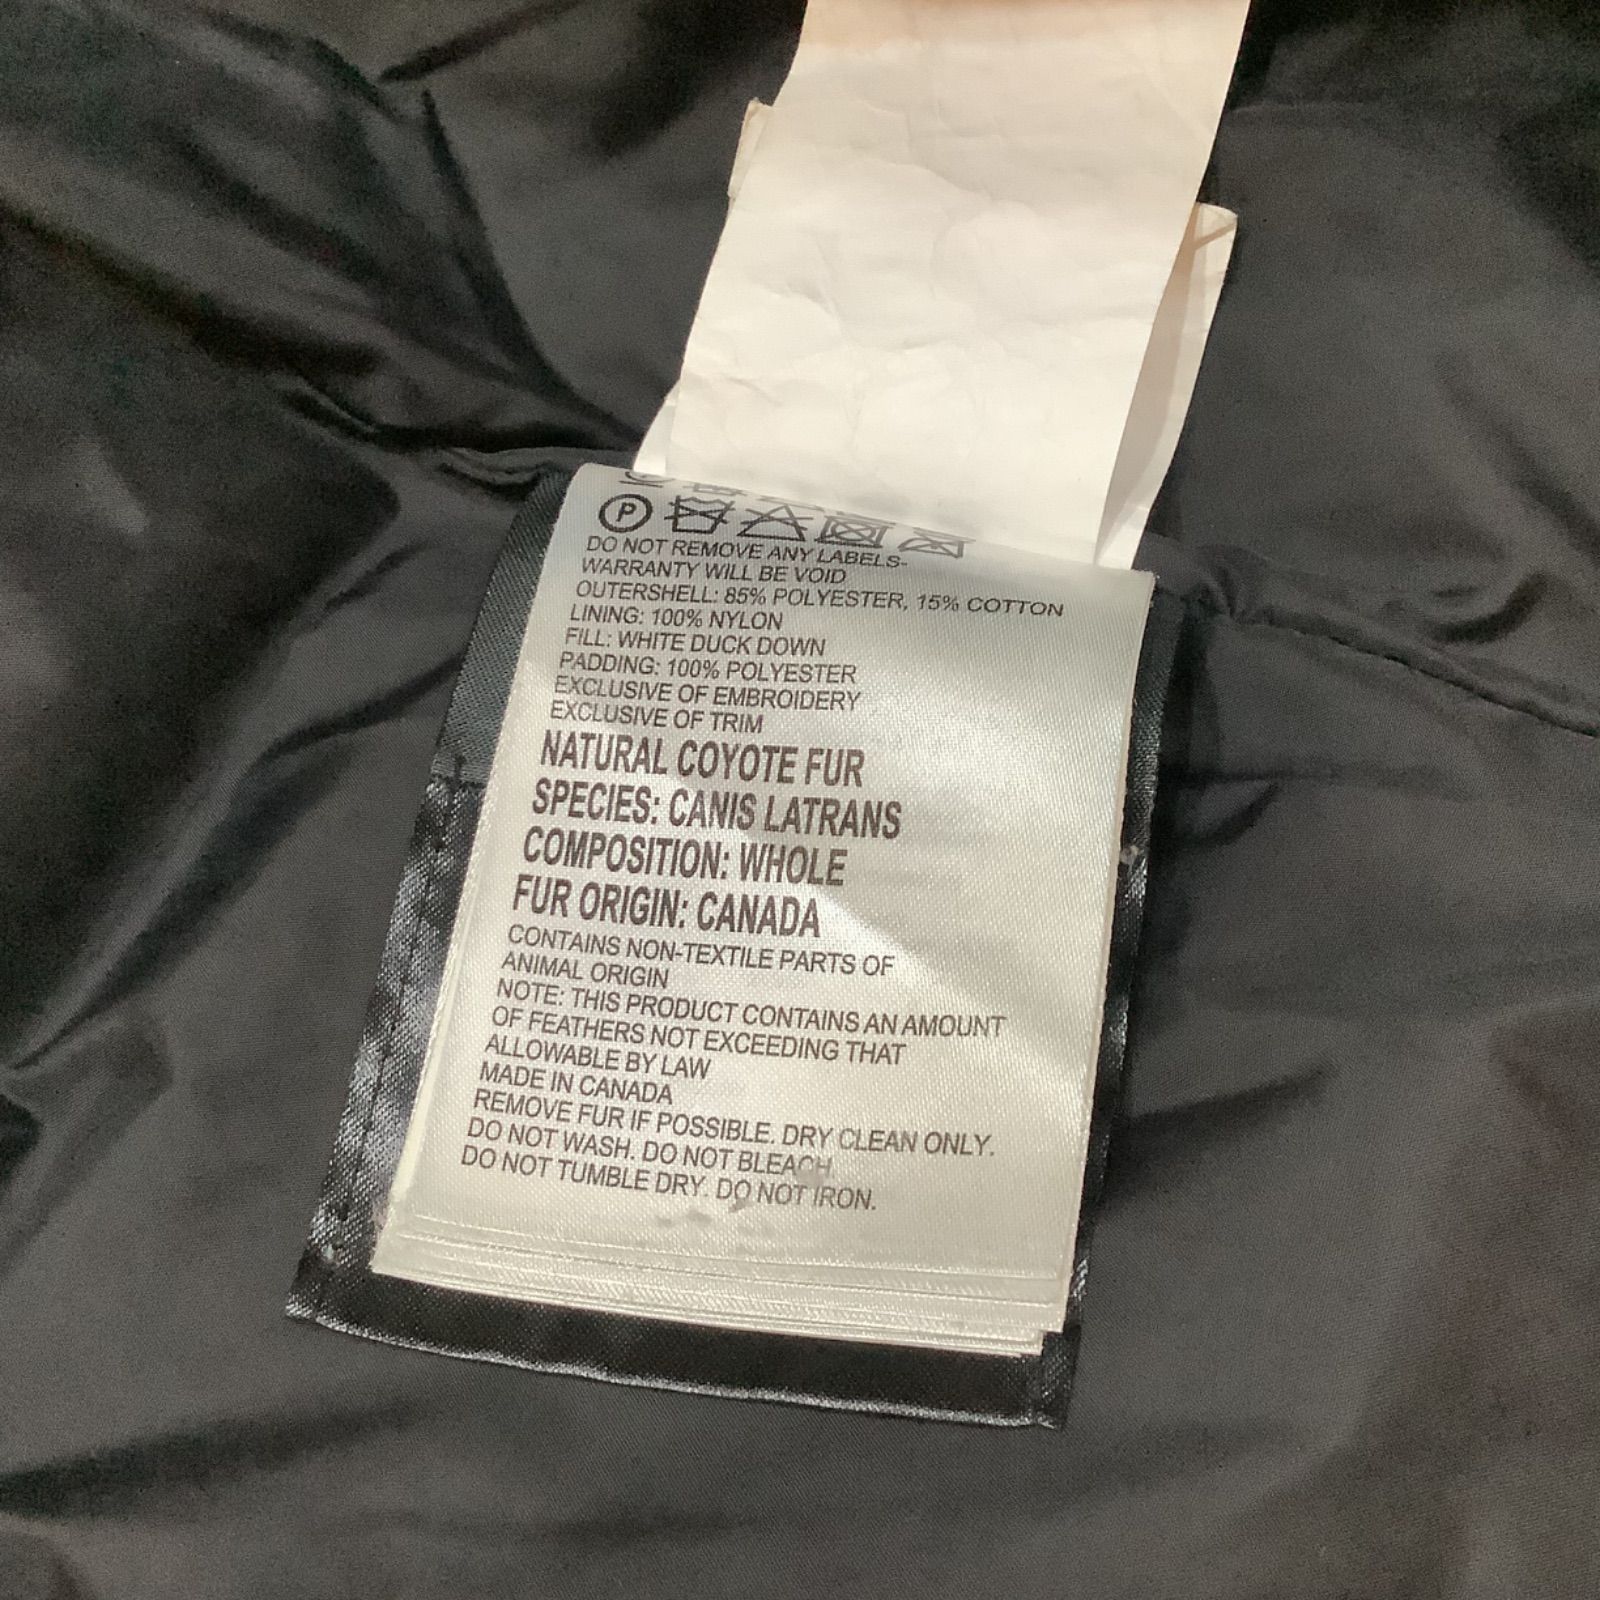 P
DO NOT REMOVE ANY LABELS-
WARRANTY WILL BE VOID
OUTERSHELL: 85% POLYESTER, 15% COTTON
LINING: 100% NYLON
FILL: WHITE DUCK DOWN
PADDING: 100% POLYESTER
EXCLUSIVE OF EMBROIDERY
EXCLUSIVE OF TRIM
NATURAL COYOTE FUR
SPECIES: CANIS LATRANS
COMPOSITION: WHOLE
FUR ORIGIN: CANADA
CONTAINS NON-TEXTILE PARTS OF
ANIMAL ORIGIN
NOTE: THIS PRODUCT CONTAINS AN AMOUNT
OF FEATHERS NOT EXCEEDING THAT
ALLOWABLE BY LAW
MADE IN CANADA
REMOVE FUR IF POSSIBLE. DRY CLEAN ONLY.
DO NOT WASH. DO NOT BLEACH.
DO NOT TUMBLE DRY. DO NOT IRON.